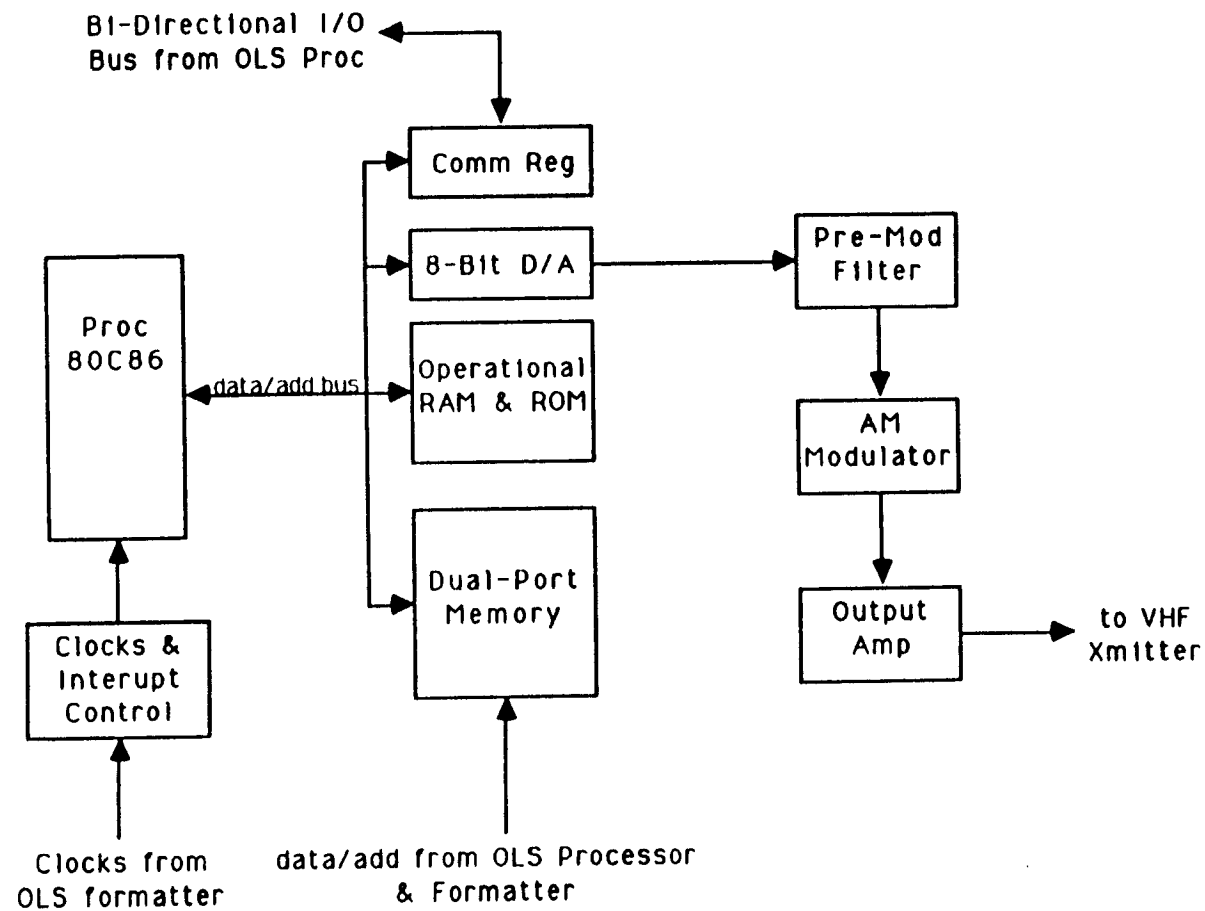 Bi-Directional I/O
Bus from OLS Proc
Comm Reg
8-Bit D/A
Pre-Mod
Filter
Proc
80C86
data/add bus
Operational
RAM & ROM
AM
Modulator
Dual-Port
Memory
Output
Amp
to VHF
Xmitter
Clocks &
Interupt
Control
Clocks from
OLS formatter
data/add from OLS Processor
& Formatter